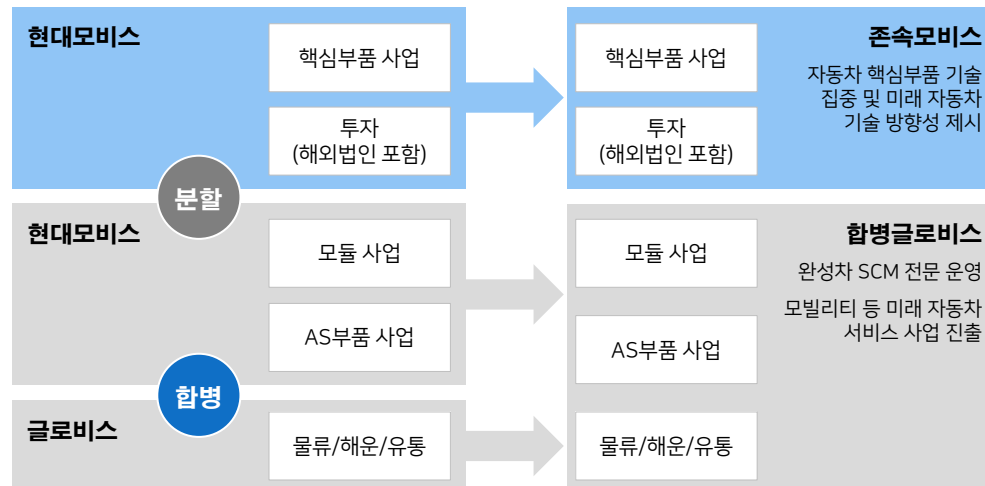 현대모비스
핵심부품 사업
투자
(해외법인 포함)
핵심부품 사업
투자
(해외법인 포함)
존속모비스
자동차 핵심부품 기술
집중 및 미래 자동차
기술 방향성 제시
분할
현대모비스
모듈 사업
AS부품 사업
모듈 사업
AS부품 사업
합병글로비스
완성차 SCM 전문 운영
모빌리티 등 미래 자동차
서비스 사업 진출
합병
글로비스
물류/해운/유통
물류/해운/유통